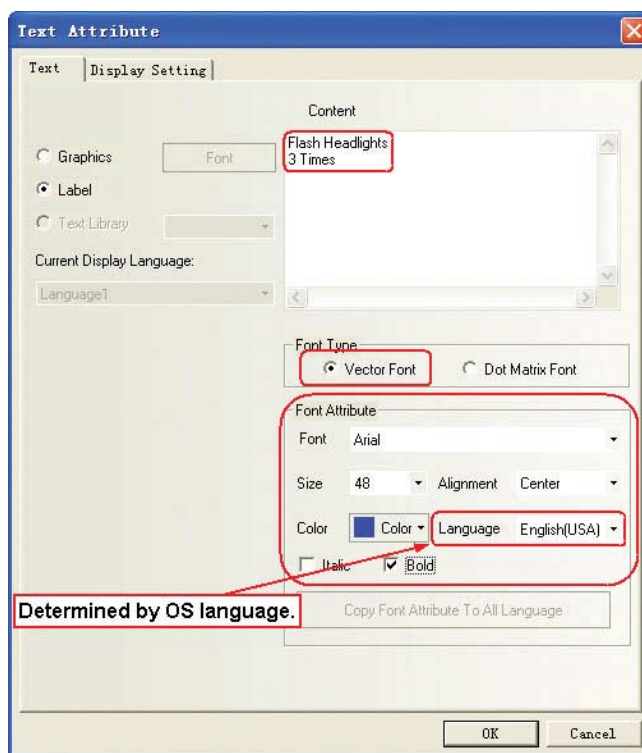 Text Attribute
Text
Display Setting
Content
Flash Headlights
3 Times
Graphics
Font
Label
Text Library
Current Display Language:
Language1
Font Type
Vector Font
Dot Matrix Font
Font Attribute
Font
Arial
Size
48
Alignment
Center
Color
Color
Language
English(USA)
Italic
Bold
Determined by OS language.
Copy Font Attribute To All Language
OK
Cancel